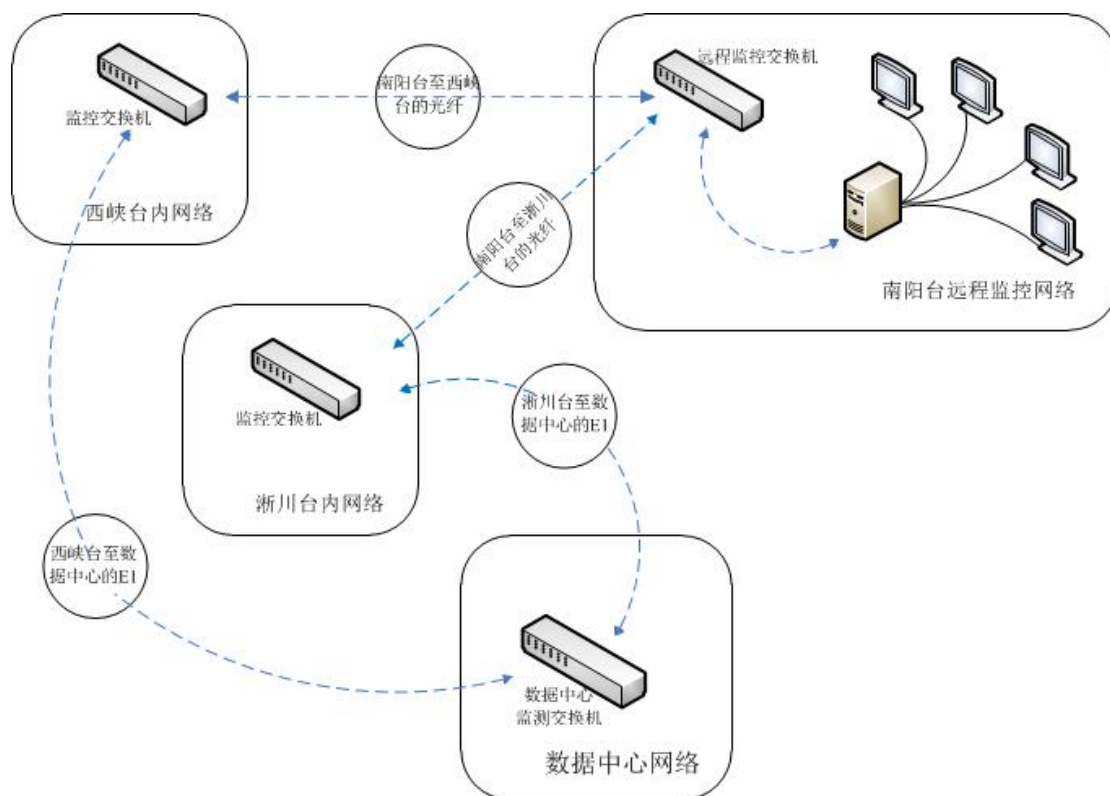 监控交换机
西峡台内网络
南阳台至西峡
台的光纤
远程监控交换机
南阳台远程监控网络
南阳台至淅川
台的光纤
监控交换机
淅川台内网络
淅川台至数
据中心的E1
西峡台至数
据中心的E1
数据中心
监测交换机
数据中心网络